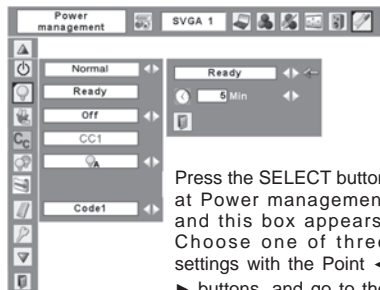 Power
management
SVGA 1
Normal
Ready
Off
CC1
A
Code1
Ready
5 Min
Cc
Press the SELECT button
at Power management
and this box appears.
Choose one of three
settings with the Point ◄
► buttons, and go to the